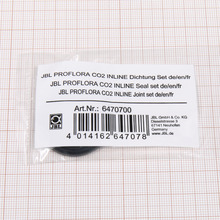 JBL PROFLORA CO2 INLINE Dichtung Set de/en/fr
JBL PROFLORA CO2 INLINE Seal set de/en/fr
JBL PROFLORA CO2 INLINE Joint set de/en/fr
Art.Nr.: 6470700
JBL GmbH & Co. KG
Dieselstrasse 3
67141 Neuhofen
Germany
www.JBL.de
JBL
4 014162 647078